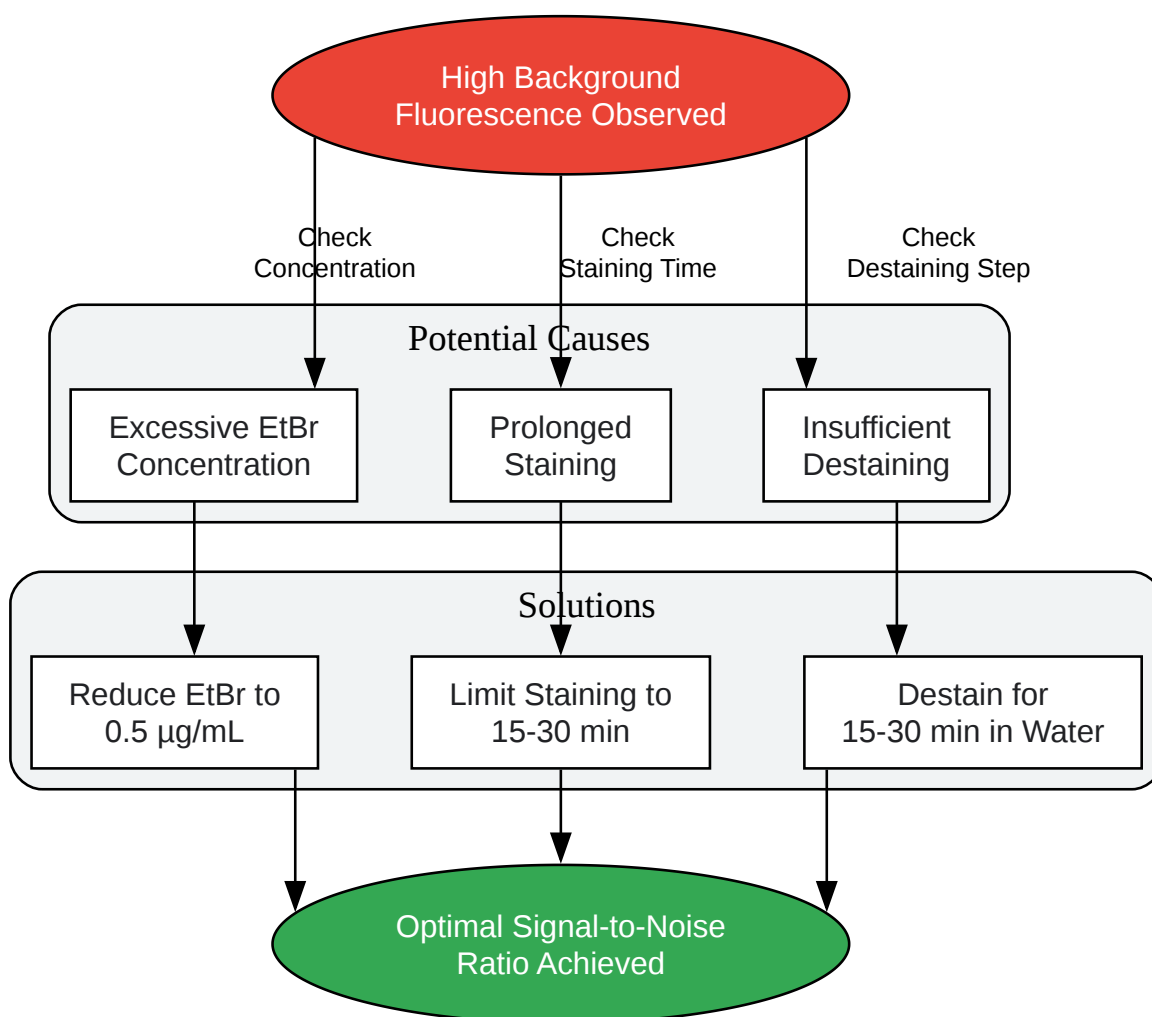 High Background
Fluorescence Observed
Check
Concentration
Check
Staining Time
Check
Destaining Step
Potential Causes
Excessive EtBr
Concentration
Prolonged
Staining
Insufficient
Destaining
Solutions
Reduce EtBr to
0.5 µg/mL
Limit Staining to
15-30 min
Destain for
15-30 min in Water
Optimal Signal-to-Noise
Ratio Achieved